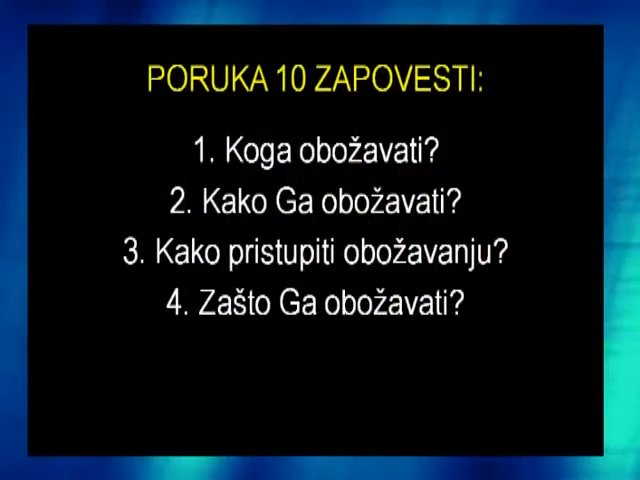 PORUKA 10 ZAPOVESTI:
1. Koga obožavati?
2. Kako Ga obožavati?
3. Kako pristupiti obožavanju?
4. Zašto Ga obožavati?